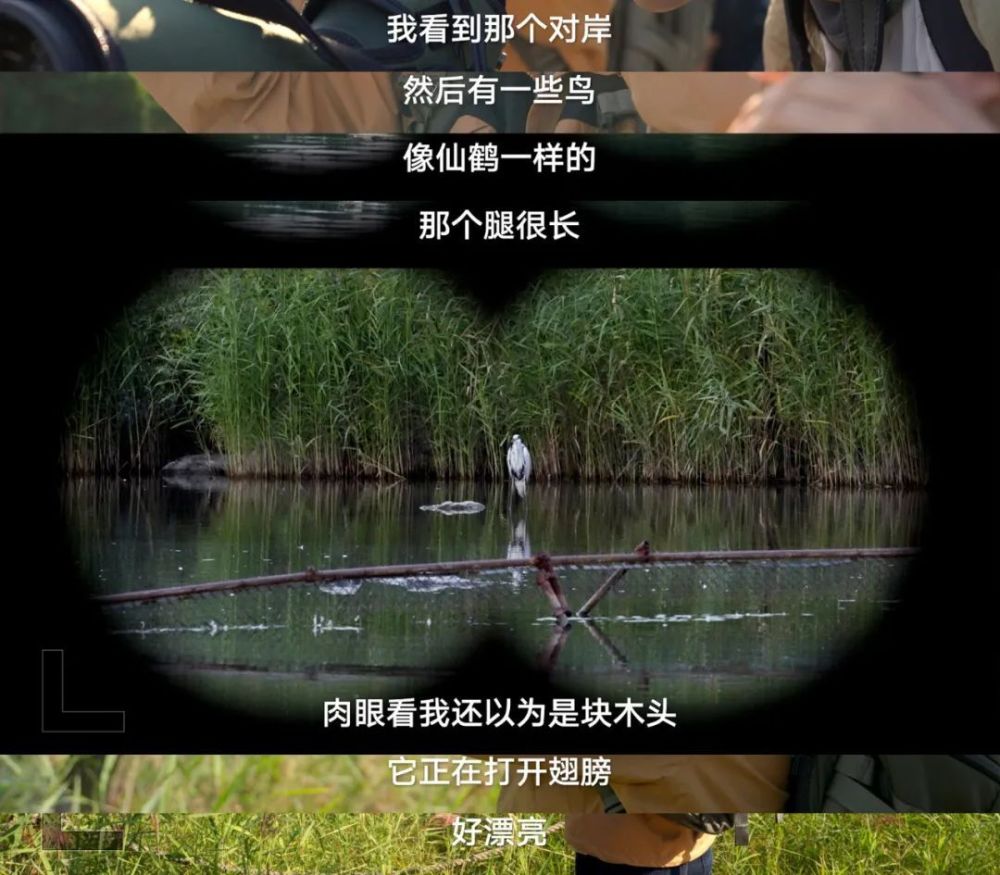 我看到那个对岸
然后有一些鸟
像仙鹤一样的
那个腿很长
肉眼看我还以为是块木头
它正在打开翅膀
好漂亮